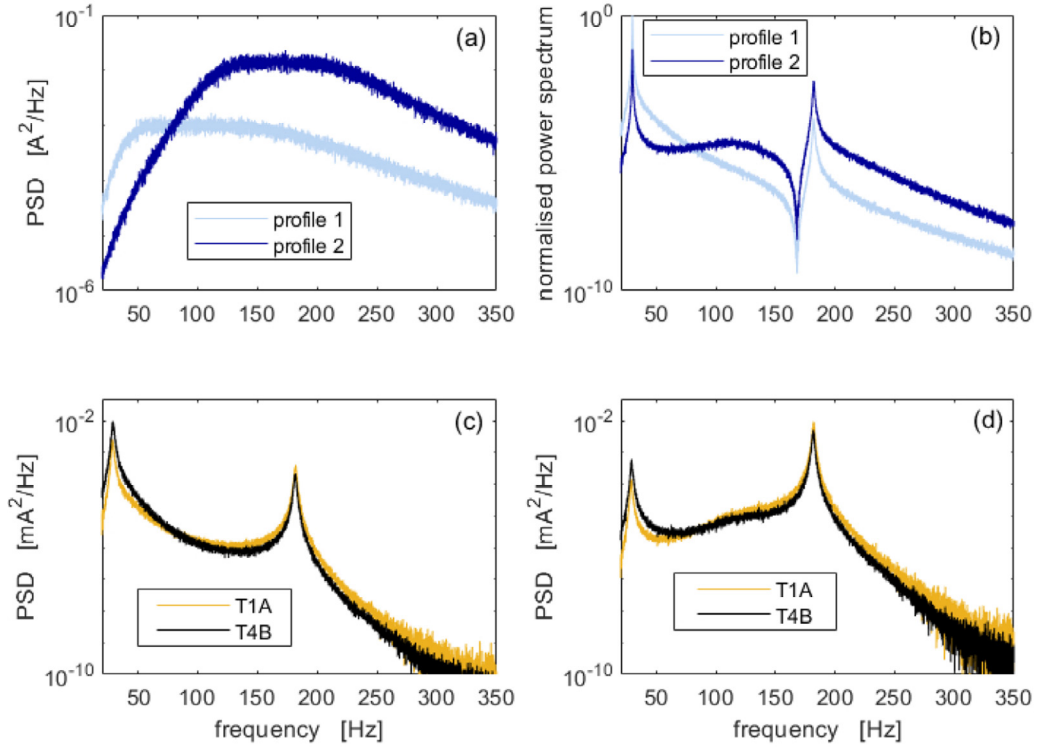 10^-1
(a)
PSD [A^2/Hz]
profile 1
profile 2
10^-6
50 100 150 200 250 300 350
10^0
profile 1
profile 2
(b)
normalised power spectrum
10^-10
50 100 150 200 250 300 350
10^-2
(c)
PSD [mA^2/Hz]
T1A
T4B
10^-10
50 100 150 200 250 300 350
frequency [Hz]
10^-2
(d)
PSD [mA^2/Hz]
T1A
T4B
10^-10
50 100 150 200 250 300 350
frequency [Hz]